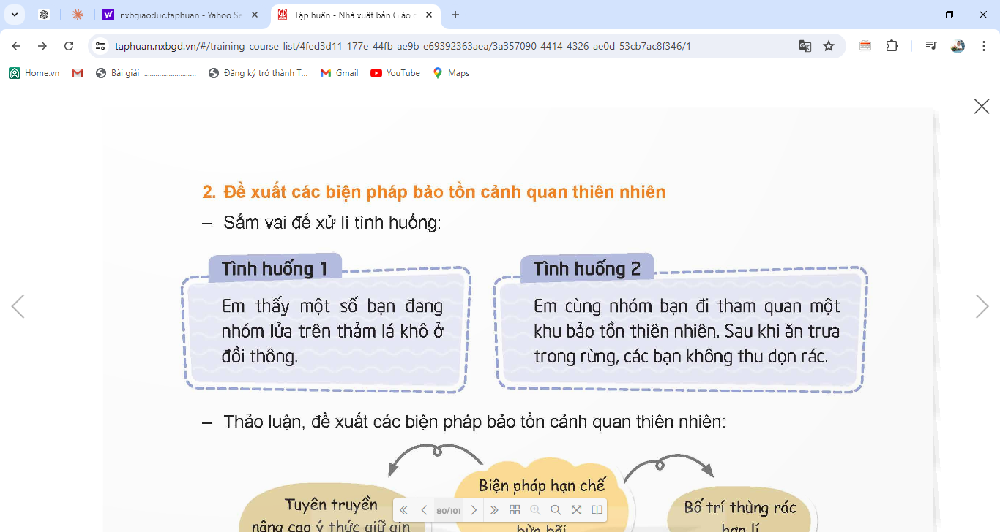 nxbgiaoduc.taphuan - Yahoo Se
Tập huấn - Nhà xuất bản Giáo
taphuan.nxbgd.vn/#/training-course-list/4fed3d11-177e-44fb-ae9b-e69392363aea/3a357090-4414-4326-ae0d-53cb7ac8f346/1
Home.vn Bài giải ........................... Đăng ký trở thành T... Gmail YouTube Maps
2. Đề xuất các biện pháp bảo tồn cảnh quan thiên nhiên
– Sắm vai để xử lí tình huống:
Tình huống 1
Em thấy một số bạn đang
nhóm lửa trên thảm lá khô ở
đồi thông.
Tình huống 2
Em cùng nhóm bạn đi tham quan một
khu bảo tồn thiên nhiên. Sau khi ăn trưa
trong rừng, các bạn không thu dọn rác.
– Thảo luận, đề xuất các biện pháp bảo tồn cảnh quan thiên nhiên:
Biện pháp hạn chế
bừa bãi
Tuyên truyền
nâng cao ý thức giữ gìn
Bố trí thùng rác
hợp lí
80/101